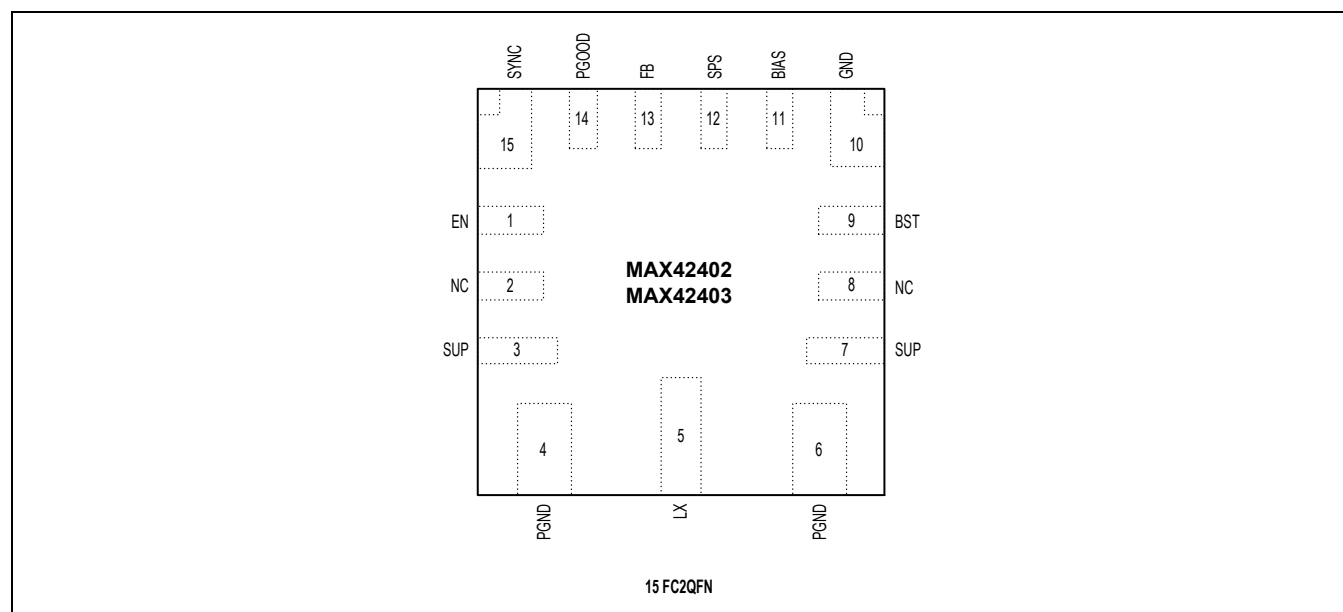 SYNC
PGOOD
FB
SPS
BIAS
GND
15
14
13
12
11
10
EN
1
9
BST
MAX42402
MAX42403
NC
2
8
NC
SUP
3
7
SUP
4
5
6
PGND
LX
PGND
15 FC2QFN